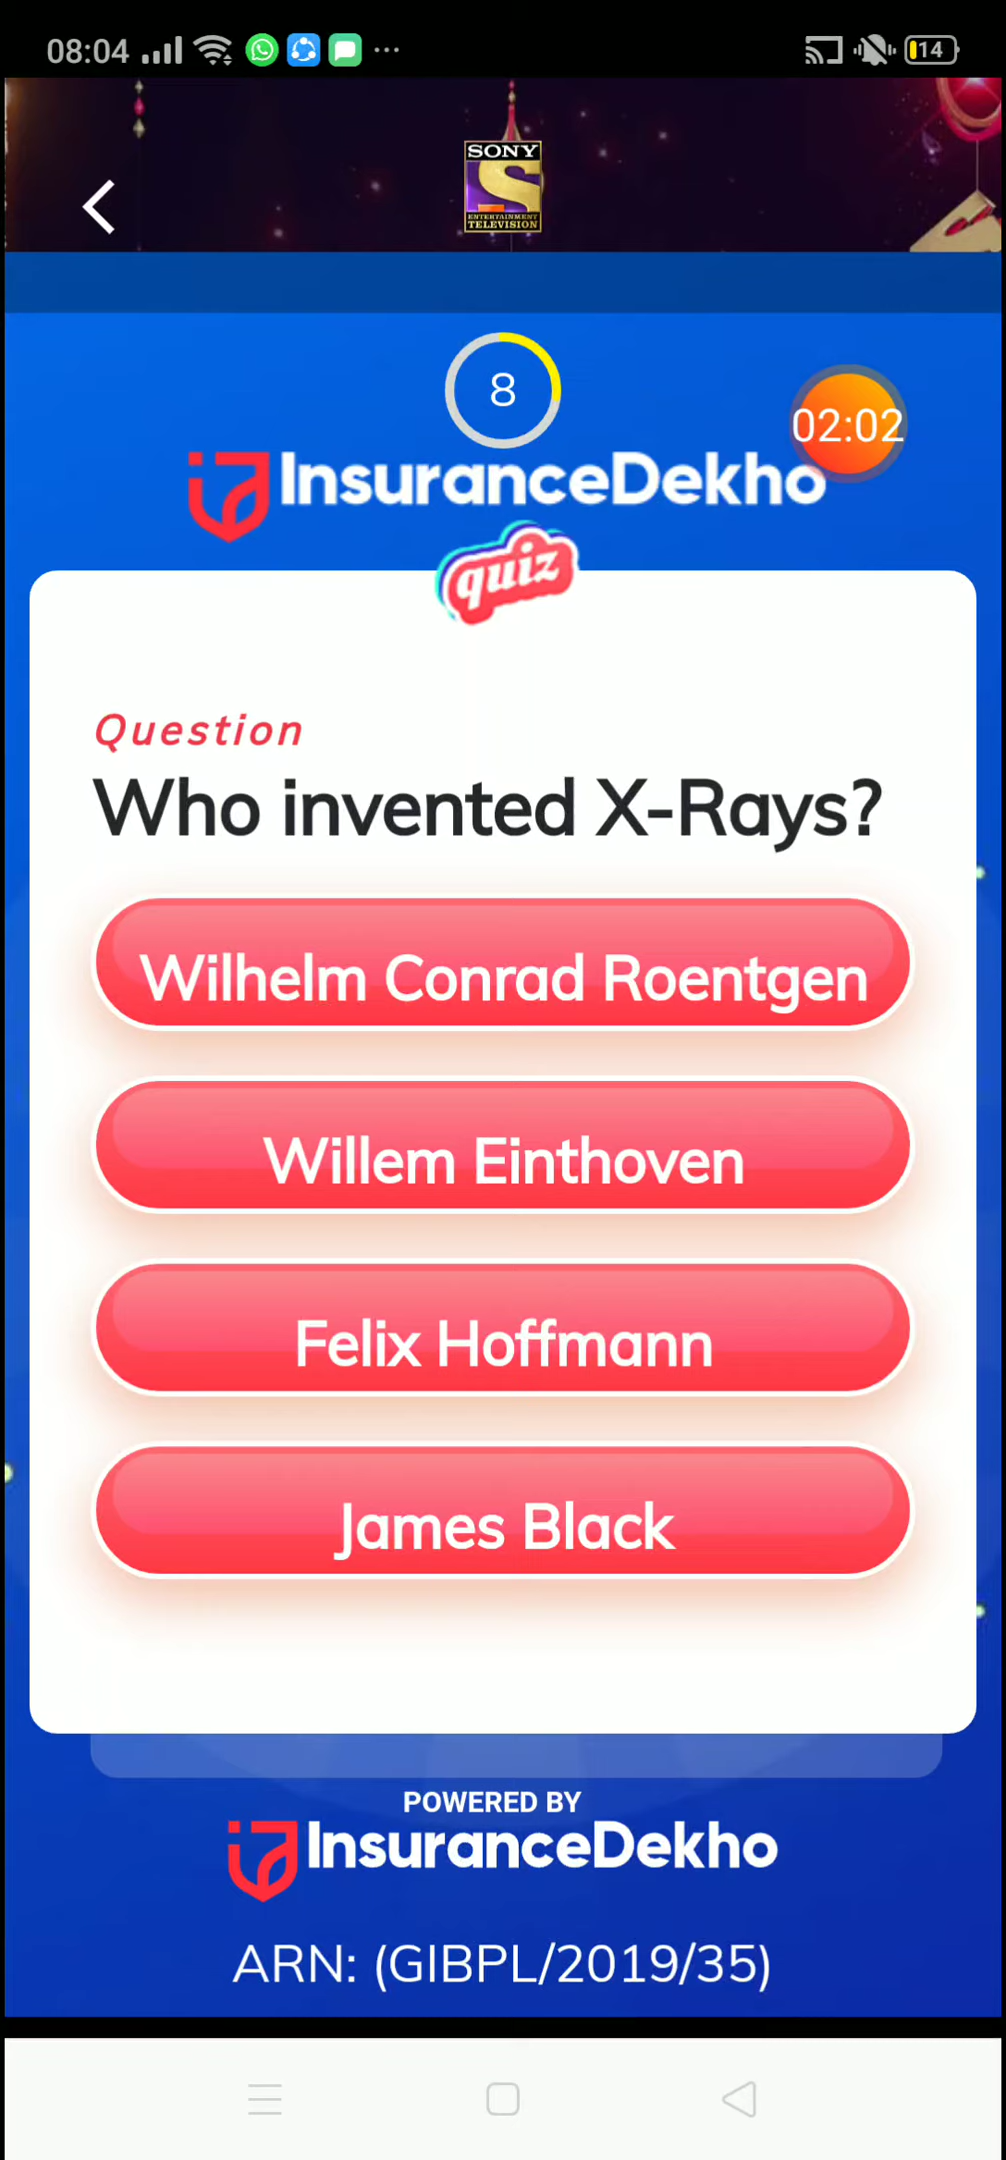 08:04
14
SONY
ENTERTAINMENT
TELEVISION
8
02:02
InsuranceDekho
quiz
Question
Who invented X-Rays?
Wilhelm Conrad Roentgen
Willem Einthoven
Felix Hoffmann
James Black
POWERED BY
InsuranceDekho
ARN: (GIBPL/2019/35)